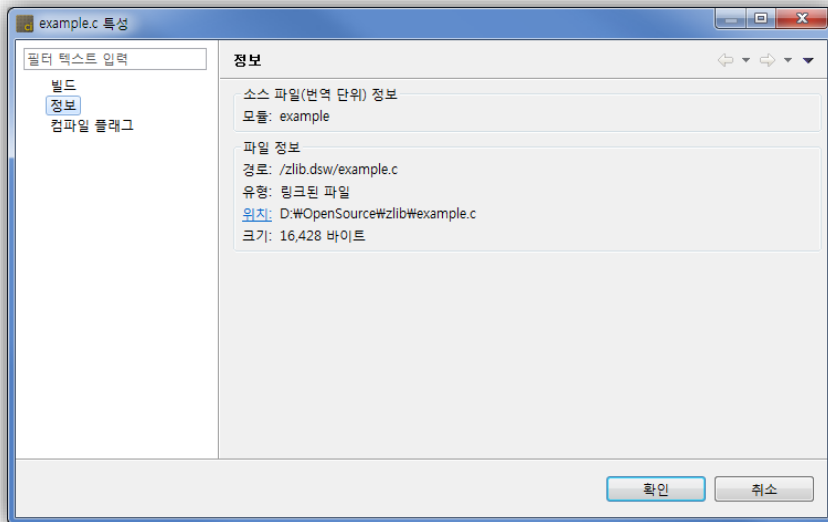 example.c 특성
필터 텍스트 입력
빌드
정보
컴파일 플래그
정보
소스 파일(번역 단위) 정보
모듈: example
파일 정보
경로: /zlib.dsw/example.c
유형: 링크된 파일
위치: D:₩OpenSource₩zlib₩example.c
크기: 16,428 바이트
확인
취소